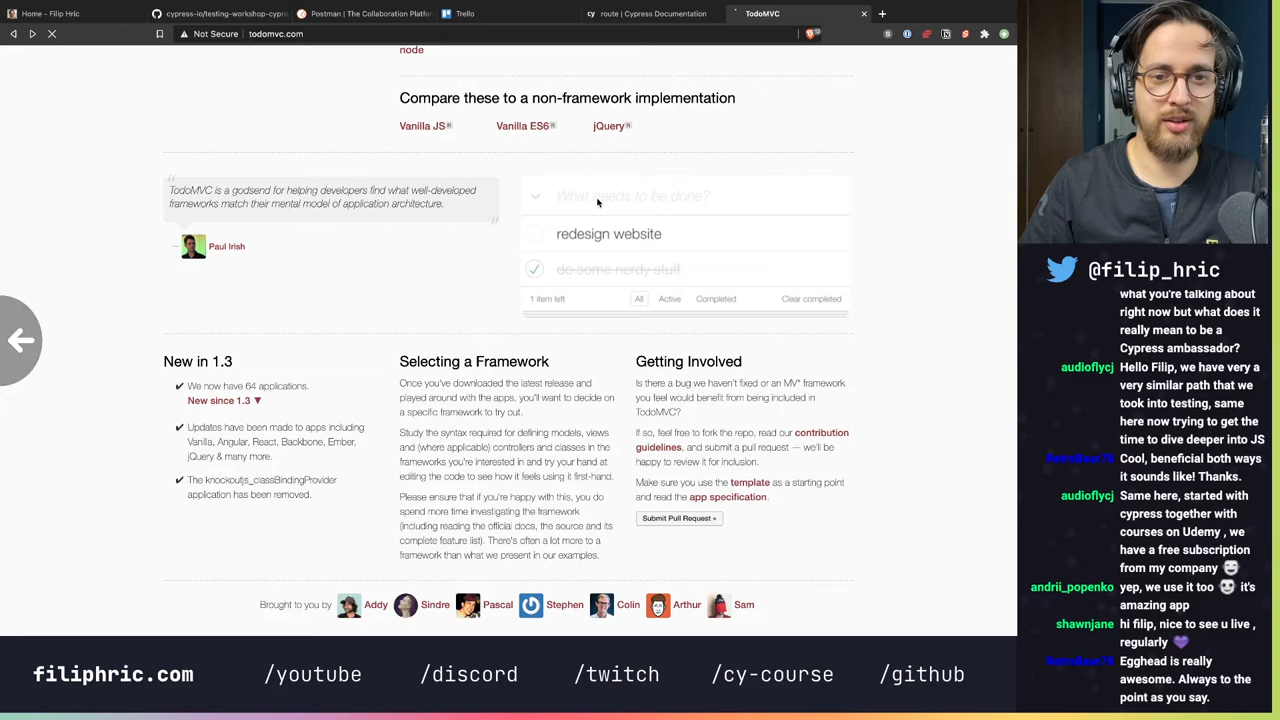 Home - Filip Hric
cypress-io/testing-workshop-cypre
Postman | The Collaboration Platf
Trello
cy route | Cypress Documentation
TodoMVC
Not Secure todomvc.com
node
Compare these to a non-framework implementation
Vanilla JS R Vanilla ES6 R jQuery R
“
TodoMVC is a godsend for helping developers find what well-developed
frameworks match their mental model of application architecture.
”
— Paul Irish
What needs to be done?
redesign website
do some nerdy stuff
1 item left All Active Completed Clear completed
New in 1.3
✔ We now have 64 applications.
New since 1.3 ▼
✔ Updates have been made to apps including
Vanilla, Angular, React, Backbone, Ember,
jQuery & many more.
✔ The knockoutjs_classBindingProvider
application has been removed.
Selecting a Framework
Once you've downloaded the latest release and
played around with the apps, you'll want to decide on
a specific framework to try out.
Study the syntax required for defining models, views
and (where applicable) controllers and classes in the
frameworks you're interested in and try your hand at
editing the code to see how it feels using it first-hand.
Please ensure that if you're happy with this, you do
spend more time investigating the framework
(including reading the official docs, the source and its
complete feature list). There's often a lot more to a
framework than what we present in our examples.
Getting Involved
Is there a bug we haven't fixed or an MV* framework
you feel would benefit from being included in
TodoMVC?
If so, feel free to fork the repo, read our contribution
guidelines, and submit a pull request — we'll be
happy to review it for inclusion.
Make sure you use the template as a starting point
and read the app specification.
Submit Pull Request »
Brought to you by Addy Sindre Pascal Stephen Colin Arthur Sam
@filip_hric
what you're talking about
right now but what does it
really mean to be a
Cypress ambassador?
audioflycj Hello Filip, we have very a
very similar path that we
took into testing, same
here now trying to get the
time to dive deeper into JS
RetroBear78 Cool, beneficial both ways
it sounds like! Thanks.
audioflycj Same here, started with
cypress together with
courses on Udemy , we
have a free subscription
from my company
andrii_popenko yep, we use it too it's
amazing app
shawnjane hi filip, nice to see u live ,
regularly 💜
RetroBear78 Egghead is really
awesome. Always to the
point as you say.
filiphric.com /youtube /discord /twitch /cy-course /github